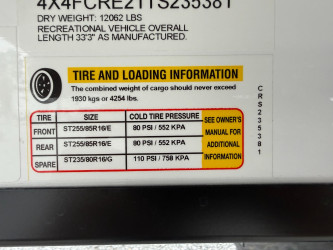 4X4FCRE21TS235381
DRY WEIGHT: 12062 LBS
RECREATIONAL VEHICLE OVERALL
LENGTH 33'3" AS MANUFACTURED.
TIRE AND LOADING INFORMATION
The combined weight of cargo should never exceed
1930 kgs or 4254 lbs.
TIRE SIZE COLD TIRE PRESSURE
FRONT ST255/85R16/E 80 PSI / 552 KPA
REAR ST255/85R16/E 80 PSI / 552 KPA
SPARE ST235/80R16/G 110 PSI / 758 KPA
SEE OWNER'S
MANUAL FOR
ADDITIONAL
INFORMATION
CRS235381